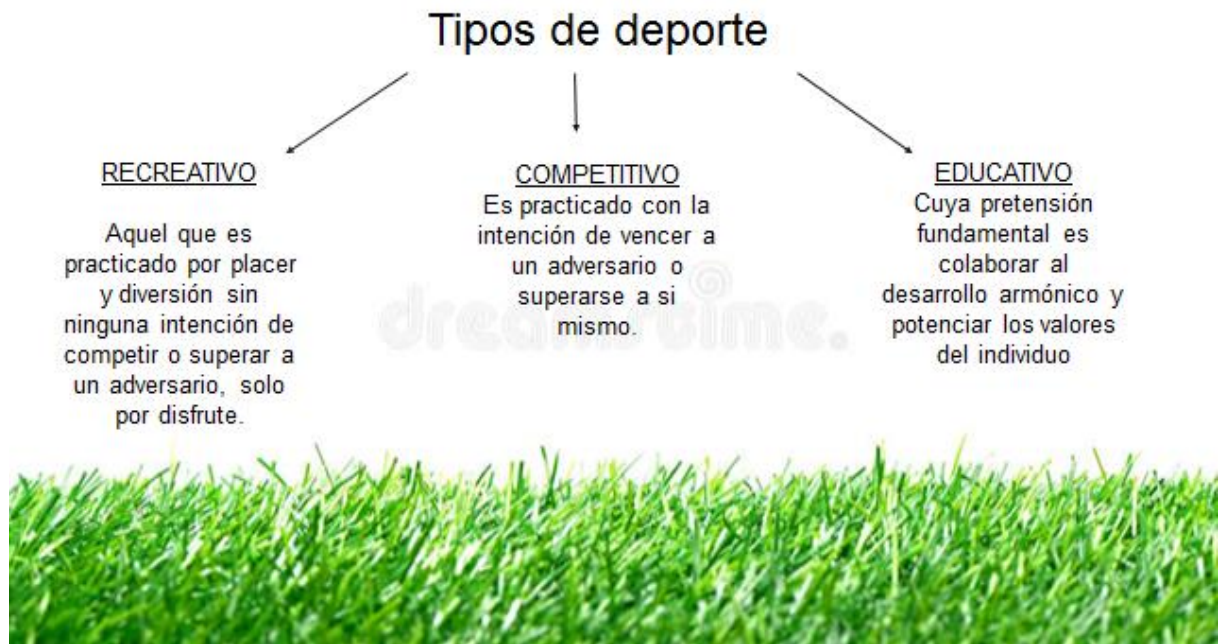 Tipos de deporte
RECREATIVO
Aquel que es
practicado por placer
y diversión sin
ninguna intención de
competir o superar a
un adversario, solo
por disfrute.
COMPETITIVO
Es practicado con la
intención de vencer a
un adversario o
superarse a si
mismo.
EDUCATIVO
Cuya pretensión
fundamental es
colaborar al
desarrollo armónico y
potenciar los valores
del individuo
dreamstime.